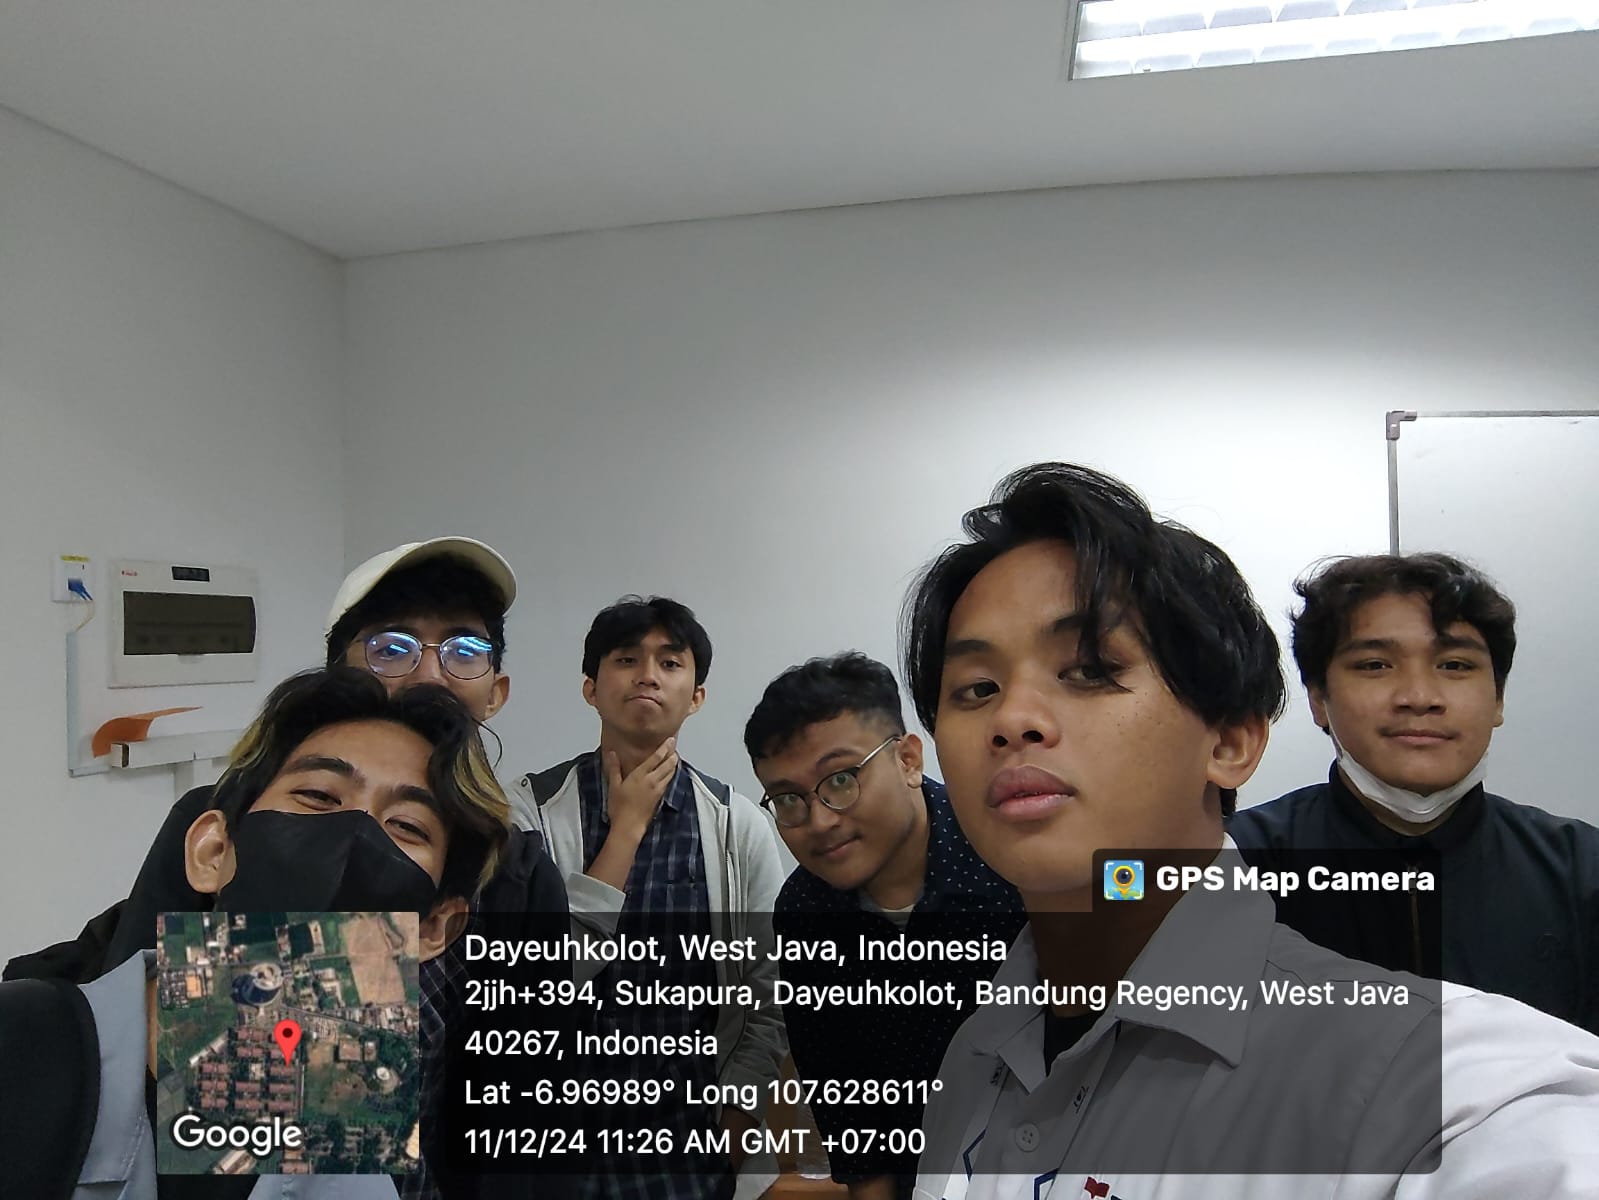 GPS Map Camera
Dayeuhkolot, West Java, Indonesia
2jjh+394, Sukapura, Dayeuhkolot, Bandung Regency, West Java
40267, Indonesia
Lat -6.96989° Long 107.628611°
11/12/24 11:26 AM GMT +07:00
Google